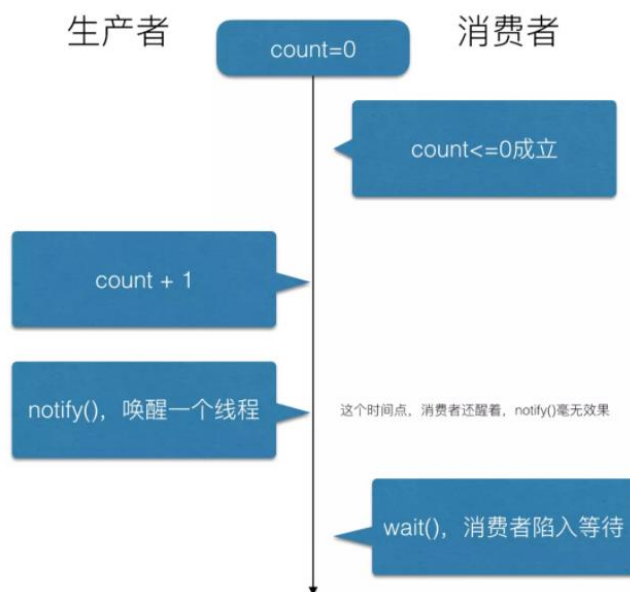 生产者
消费者
count=0
count<=0成立
count + 1
notify()，唤醒一个线程
这个时间点，消费者还醒着，notify()毫无效果
wait()，消费者陷入等待